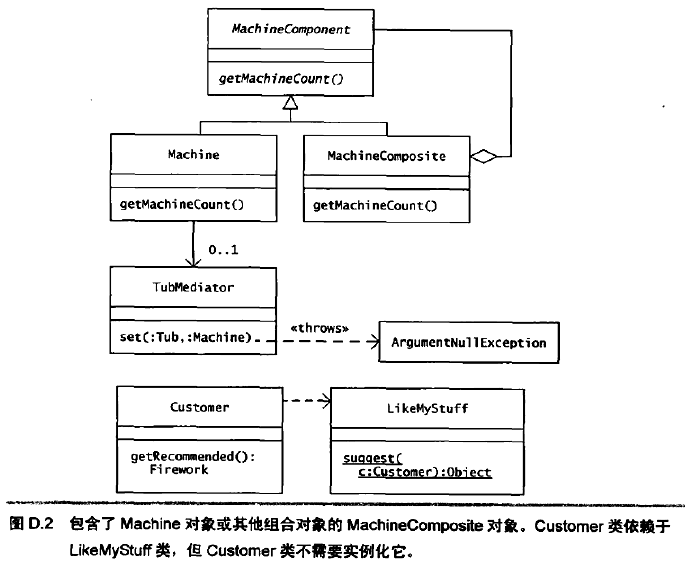 MachineComponent
getMachineCount()
Machine
getMachineCount()
MachineComposite
getMachineCount()
0..1
TubMediator
set(:Tub,:Machine)
«throws»
ArgumentNullException
Customer
getRecommended():
Firework
LikeMyStuff
suggest(
c:Customer):Object
图 D.2 包含了 Machine 对象或其他组合对象的 MachineComposite 对象。Customer 类依赖于
LikeMyStuff 类，但 Customer 类不需要实例化它。